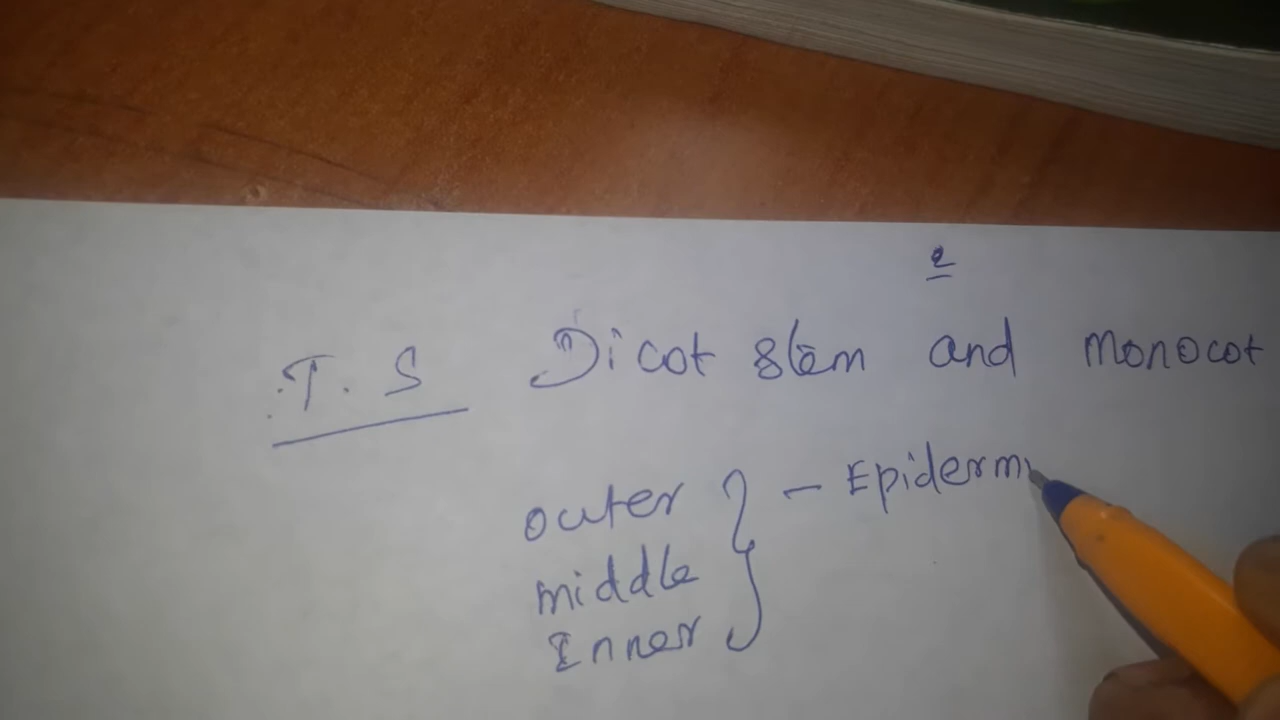 2
T. S Dicot stem and monocot
outer } - Epiderm
middle
Inner